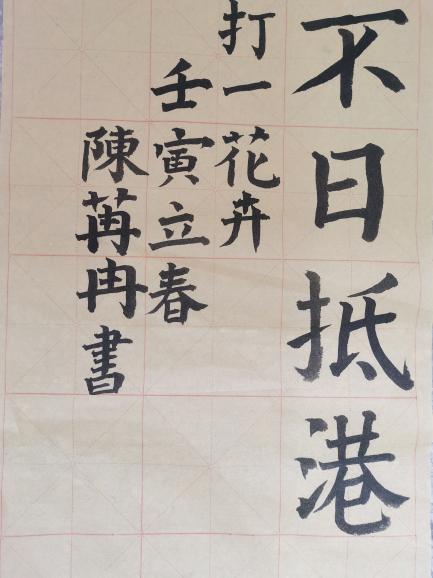 不日抵港
打一花卉
壬寅立春
陳苒冉書